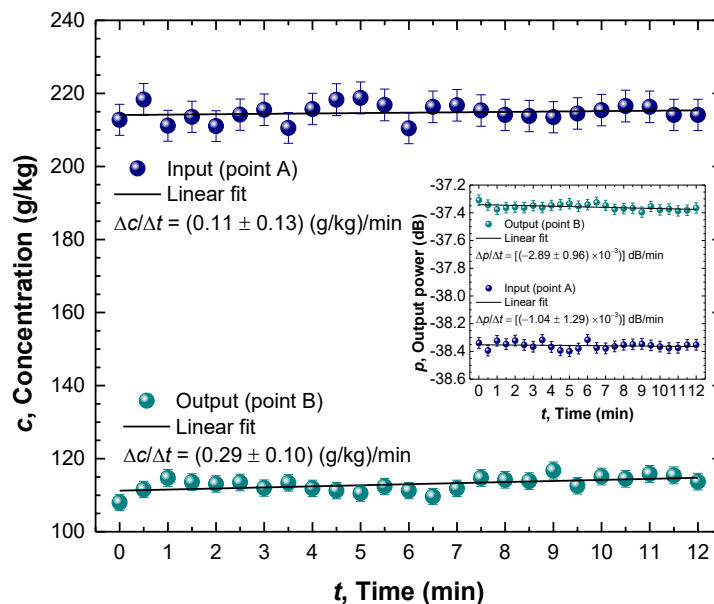 220
210
200
120
110
100
0
1
2
3
4
5
6
7
8
9
10
11
12
t, Time (min)
c, Concentration (g/kg)
Input (point A)
Linear fit
Δc/Δt = (0.11 ± 0.13) (g/kg)/min
Output (point B)
Linear fit
Δc/Δt = (0.29 ± 0.10) (g/kg)/min
-37.2
-37.4
-37.6
-37.8
-38.0
-38.2
-38.4
-38.6
p, Output power (dB)
Output (point B)
Linear fit
Δp/Δt = [(−2.89 ± 0.96) ×10⁻³)] dB/min
Input (point A)
Linear fit
Δp/Δt = [(−1.04 ± 1.29) ×10⁻³)] dB/min
0 1 2 3 4 5 6 7 8 9 10 11 12
t, Time (min)